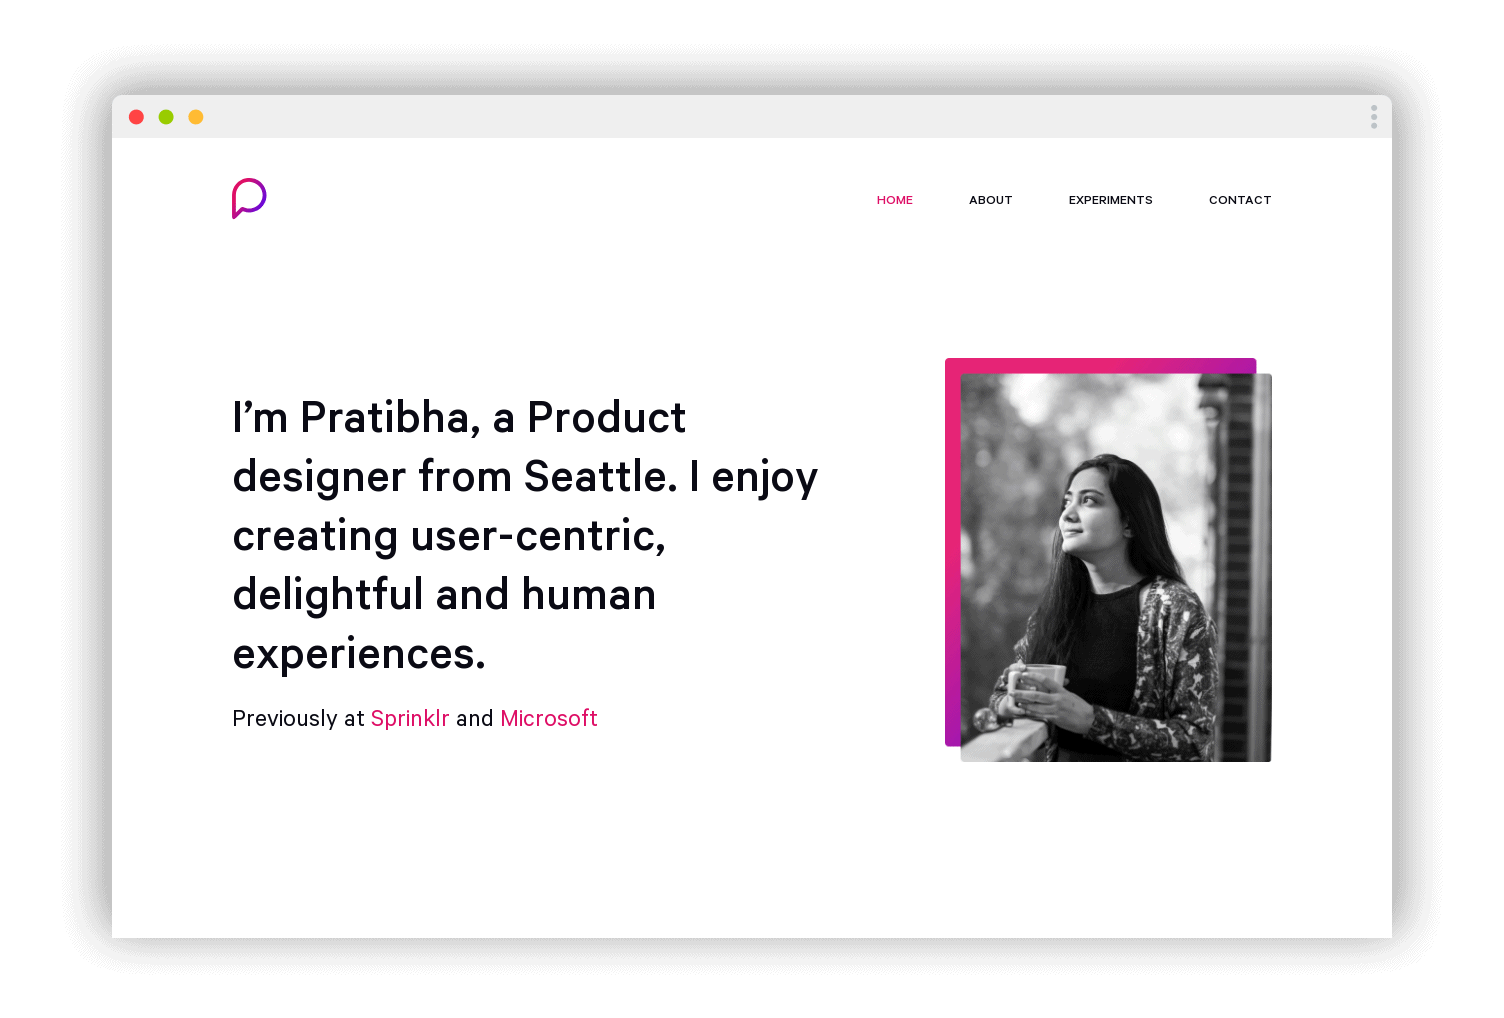 HOME ABOUT EXPERIMENTS CONTACT
I’m Pratibha, a Product
designer from Seattle. I enjoy
creating user-centric,
delightful and human
experiences.
Previously at Sprinklr and Microsoft